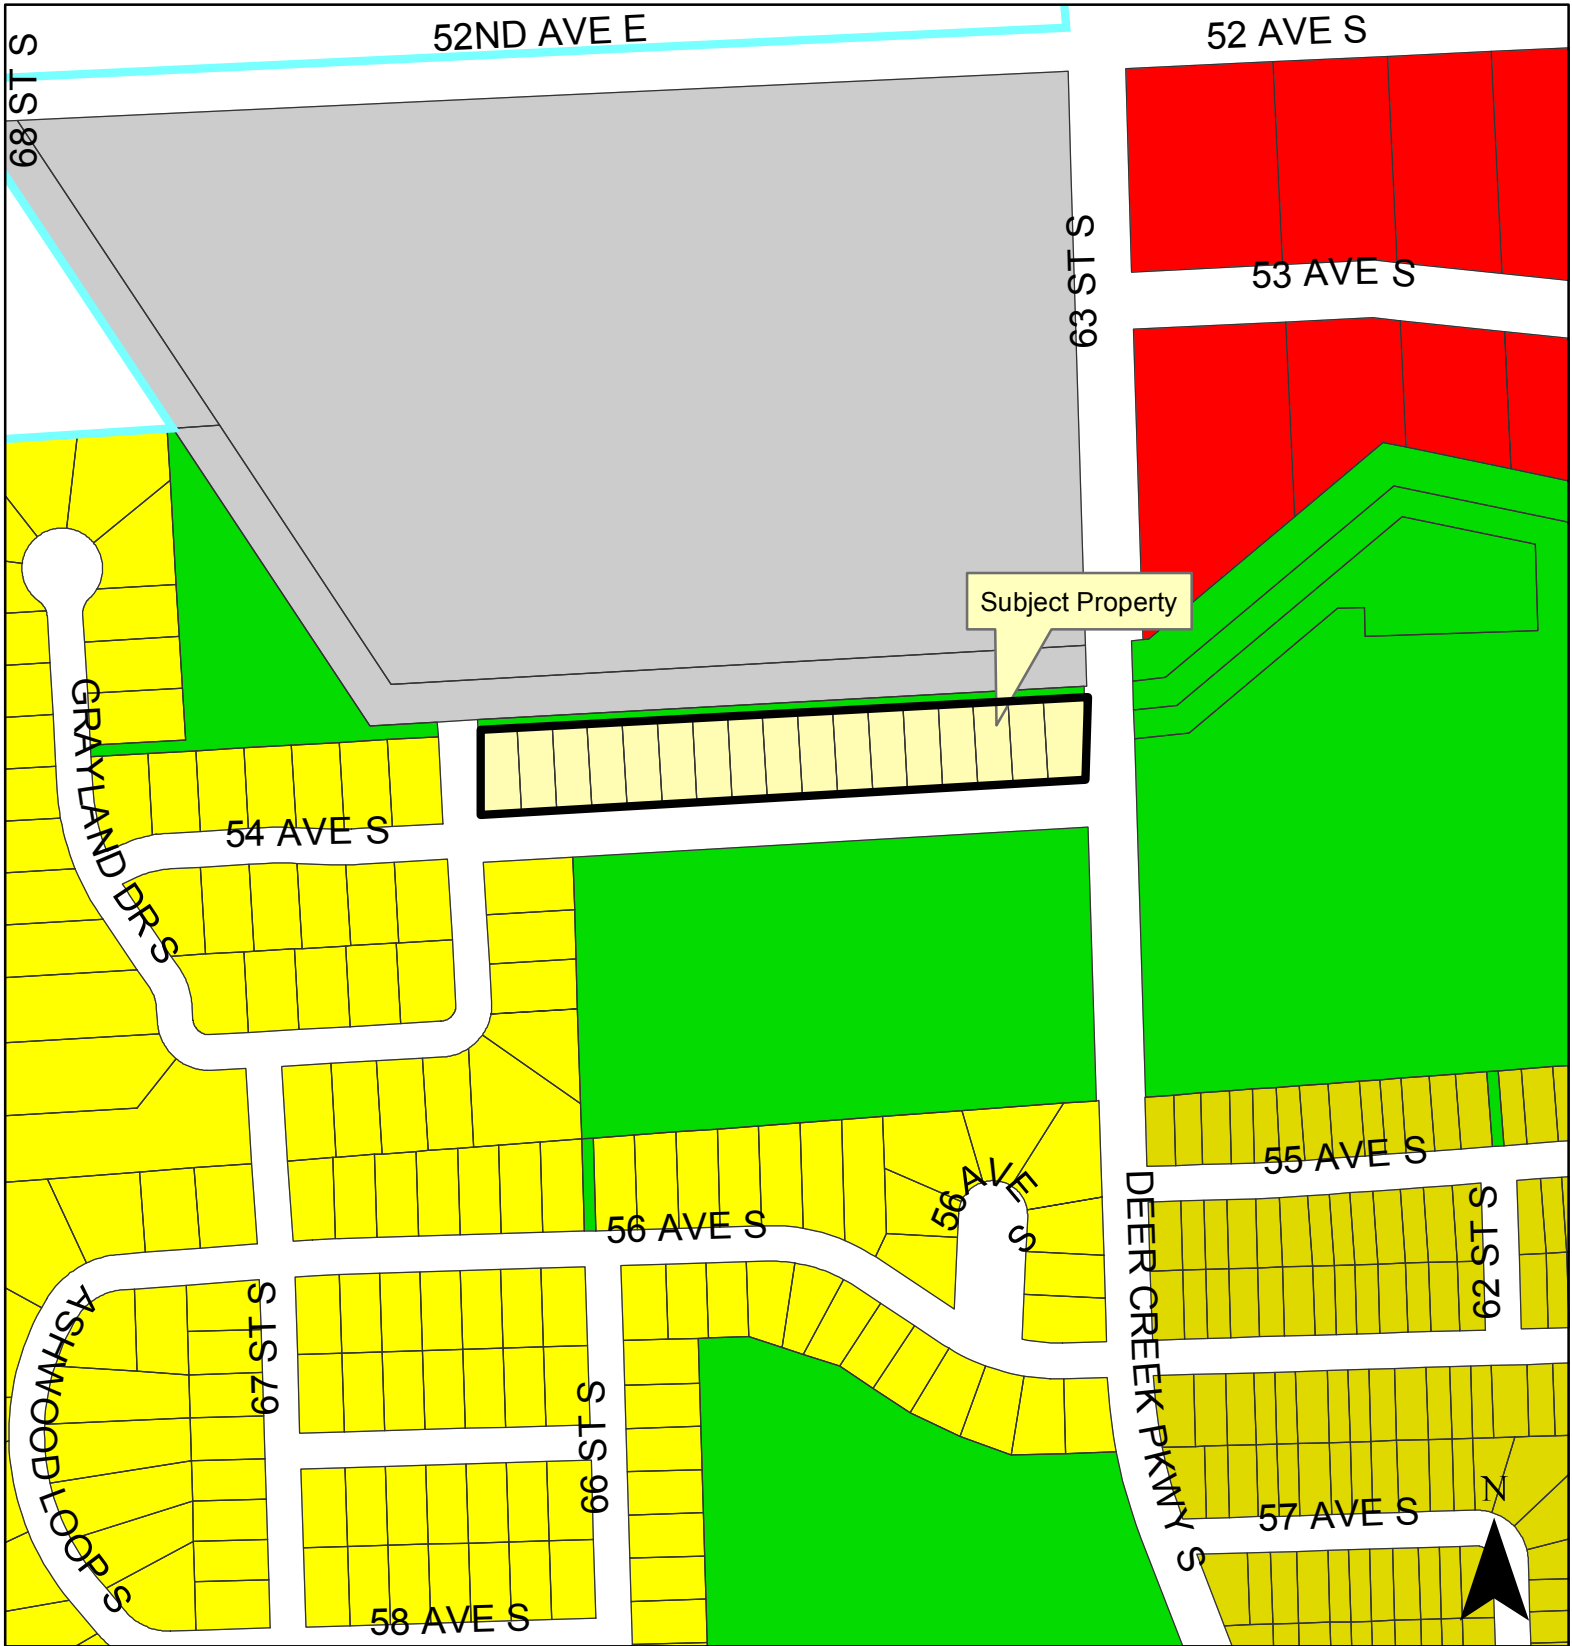 52ND AVE E
52 AVE S
68 ST S
63 ST S
53 AVE S
Subject Property
GRAYLAND DR S
54 AVE S
55 AVE S
56 AVE S
56 AVE S
DEER CREEK PKWY S
62 ST S
67 ST S
ASHWOOD LOOP S
66 ST S
57 AVE S
N
58 AVE S